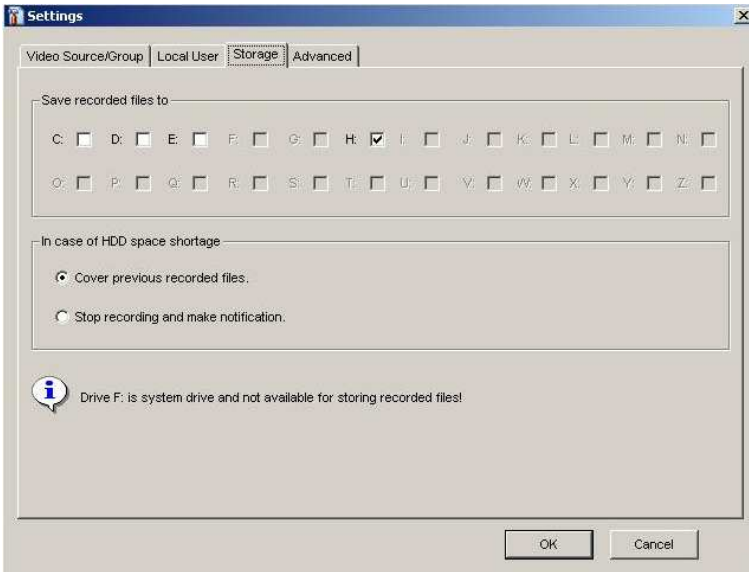 Settings
Video Source/Group Local User Storage Advanced
Save recorded files to
C: D: E: F: G: H: I: J: K: L: M: N:
O: P: Q: R: S: T: U: V: W: X: Y: Z:
In case of HDD space shortage
Cover previous recorded files.
Stop recording and make notification.
Drive F: is system drive and not available for storing recorded files!
OK Cancel